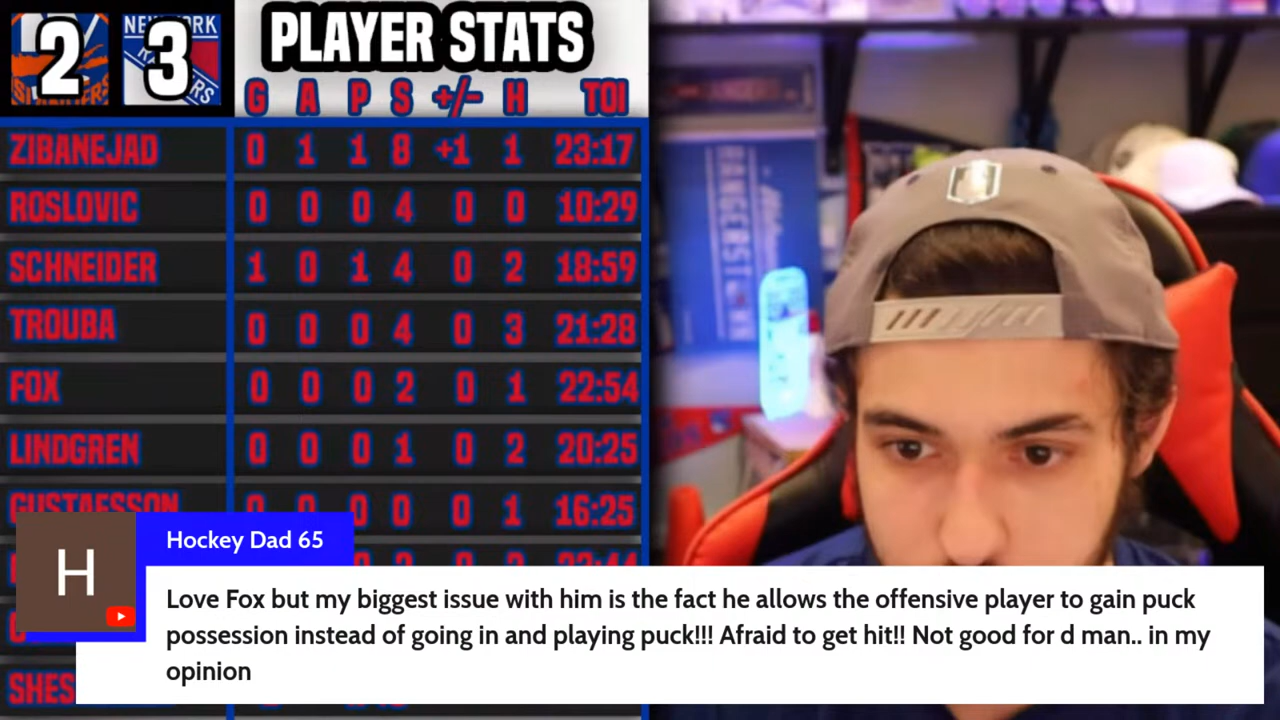 2 3 PLAYER STATS
NEW YORK
G A P S +/- H TOI
ZIBANEJAD 0 1 1 8 +1 1 23:17
ROSLOVIC 0 0 0 4 0 0 10:29
SCHNEIDER 1 0 1 4 0 2 18:59
TROUBA 0 0 0 4 0 3 21:28
FOX 0 0 0 2 0 1 22:54
LINDGREN 0 0 0 1 0 2 20:25
GUSTAFSSON 0 0 0 0 0 1 16:25
H
Hockey Dad 65
Love Fox but my biggest issue with him is the fact he allows the offensive player to gain puck
possession instead of going in and playing puck!!! Afraid to get hit!! Not good for d man.. in my
opinion
SHES